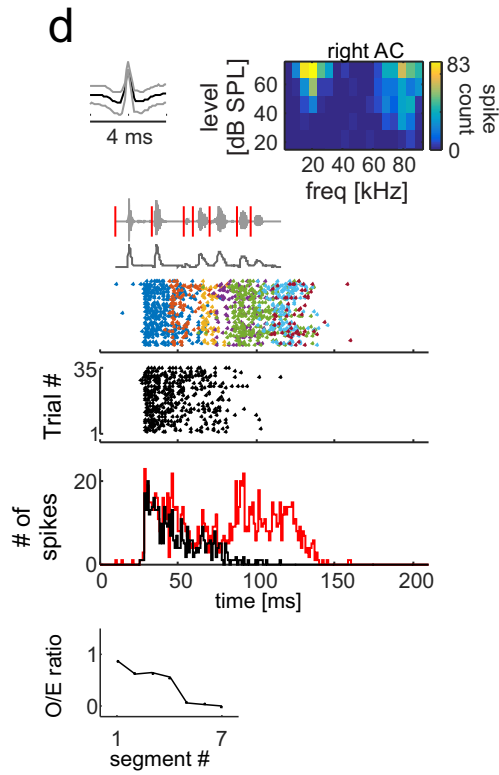 d
4 ms
right AC
level
[dB SPL]
60
40
20
20 40 60 80
freq [kHz]
83
0
spike
count
Trial #
35
1
# of
spikes
20
0
0 50 100 150 200
time [ms]
O/E ratio
1
0
1 7
segment #